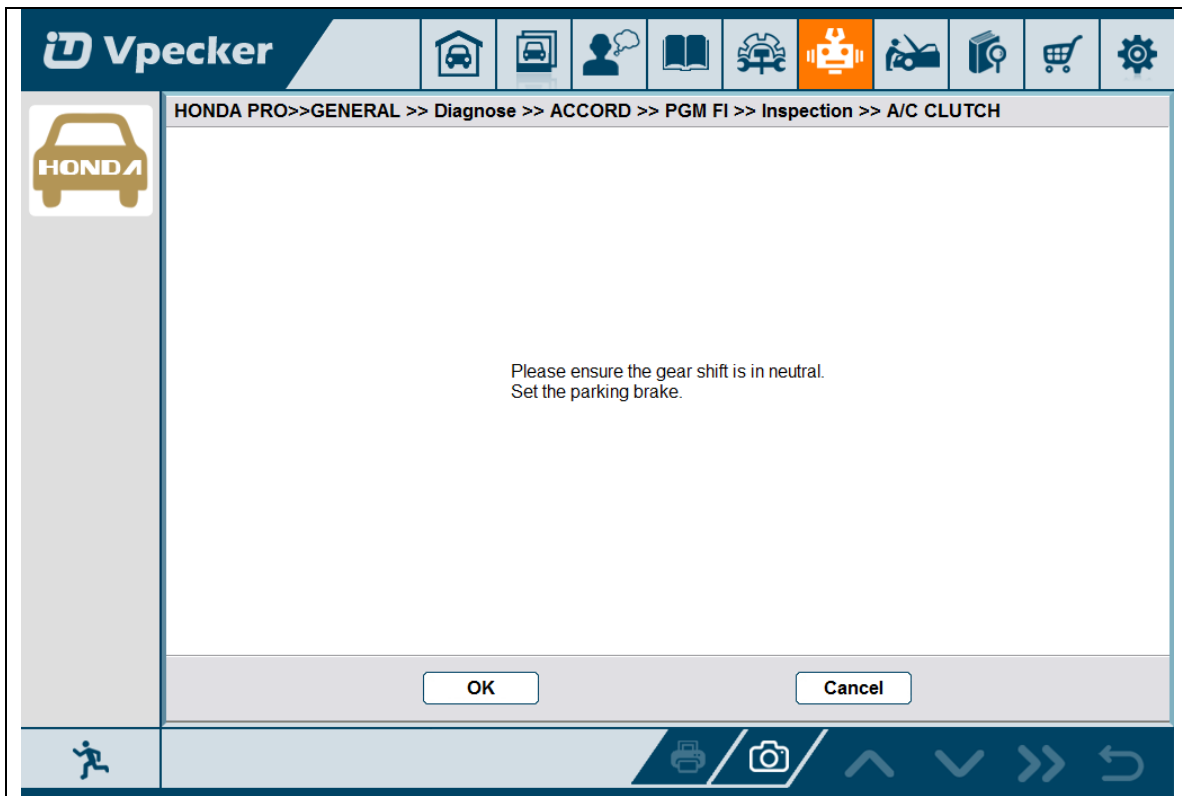 Vpecker
HONDA PRO>>GENERAL >> Diagnose >> ACCORD >> PGM FI >> Inspection >> A/C CLUTCH
HONDA
Please ensure the gear shift is in neutral.
Set the parking brake.
OK
Cancel